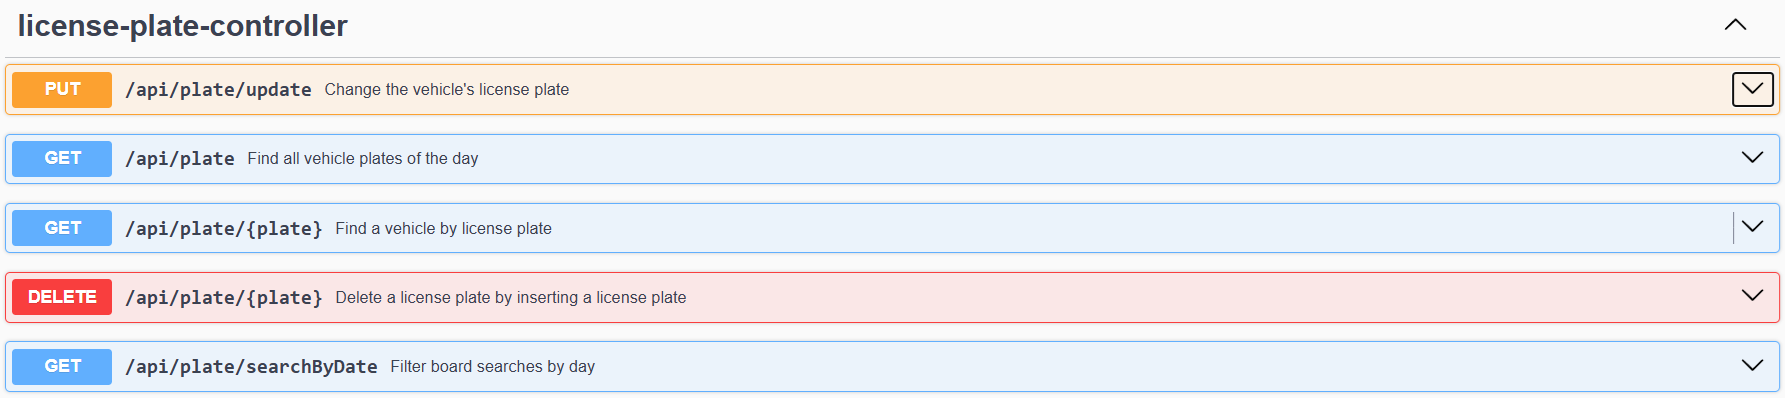 license-plate-controller
PUT /api/plate/update Change the vehicle's license plate
GET /api/plate Find all vehicle plates of the day
GET /api/plate/{plate} Find a vehicle by license plate
DELETE /api/plate/{plate} Delete a license plate by inserting a license plate
GET /api/plate/searchByDate Filter board searches by day